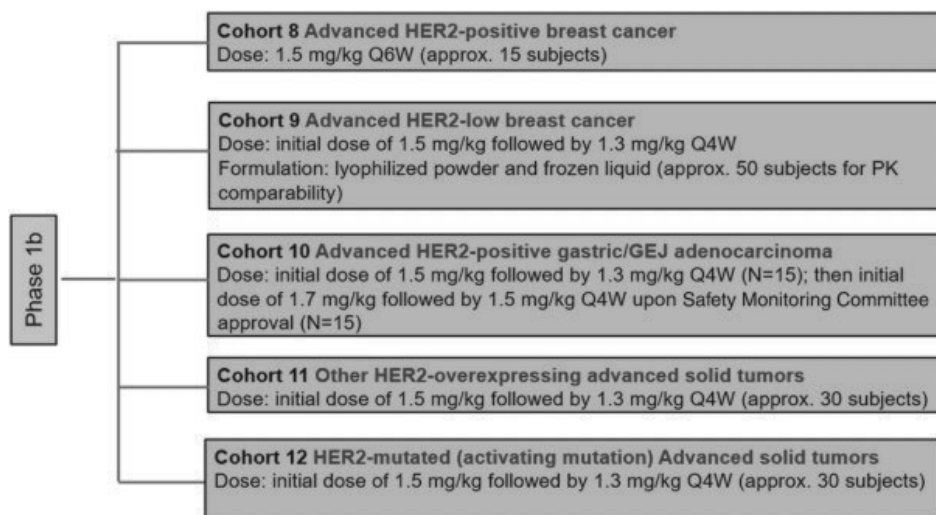 Phase 1b
Cohort 8 Advanced HER2-positive breast cancer
Dose: 1.5 mg/kg Q6W (approx. 15 subjects)
Cohort 9 Advanced HER2-low breast cancer
Dose: initial dose of 1.5 mg/kg followed by 1.3 mg/kg Q4W
Formulation: lyophilized powder and frozen liquid (approx. 50 subjects for PK
comparability)
Cohort 10 Advanced HER2-positive gastric/GEJ adenocarcinoma
Dose: initial dose of 1.5 mg/kg followed by 1.3 mg/kg Q4W (N=15); then initial
dose of 1.7 mg/kg followed by 1.5 mg/kg Q4W upon Safety Monitoring Committee
approval (N=15)
Cohort 11 Other HER2-overexpressing advanced solid tumors
Dose: initial dose of 1.5 mg/kg followed by 1.3 mg/kg Q4W (approx. 30 subjects)
Cohort 12 HER2-mutated (activating mutation) Advanced solid tumors
Dose: initial dose of 1.5 mg/kg followed by 1.3 mg/kg Q4W (approx. 30 subjects)